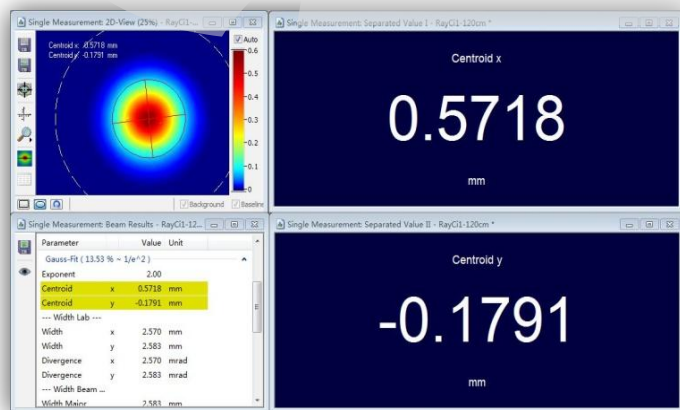 Single Measurement: 2D-View (25%) - RayCi1-...
Centroid x: 0.5718 mm
Centroid y: -0.1791 mm
Auto
0.6
0.5
0.4
0.3
0.2
0.1
0
Background
Baseline
Single Measurement: Separated Value I - RayCi1-120cm *
Centroid x
0.5718
mm
Single Measurement: Beam Results - RayCi1-12...
Parameter Value Unit
Gauss-Fit ( 13.53 % ~ 1/e^2 )
Exponent 2.00
Centroid x 0.5718 mm
Centroid y -0.1791 mm
--- Width Lab ---
Width x 2.570 mm
Width y 2.583 mm
Divergence x 2.570 mrad
Divergence y 2.583 mrad
--- Width Beam ...
Width Major 2.583 mm
Single Measurement: Separated Value II - RayCi1-120cm *
Centroid y
-0.1791
mm